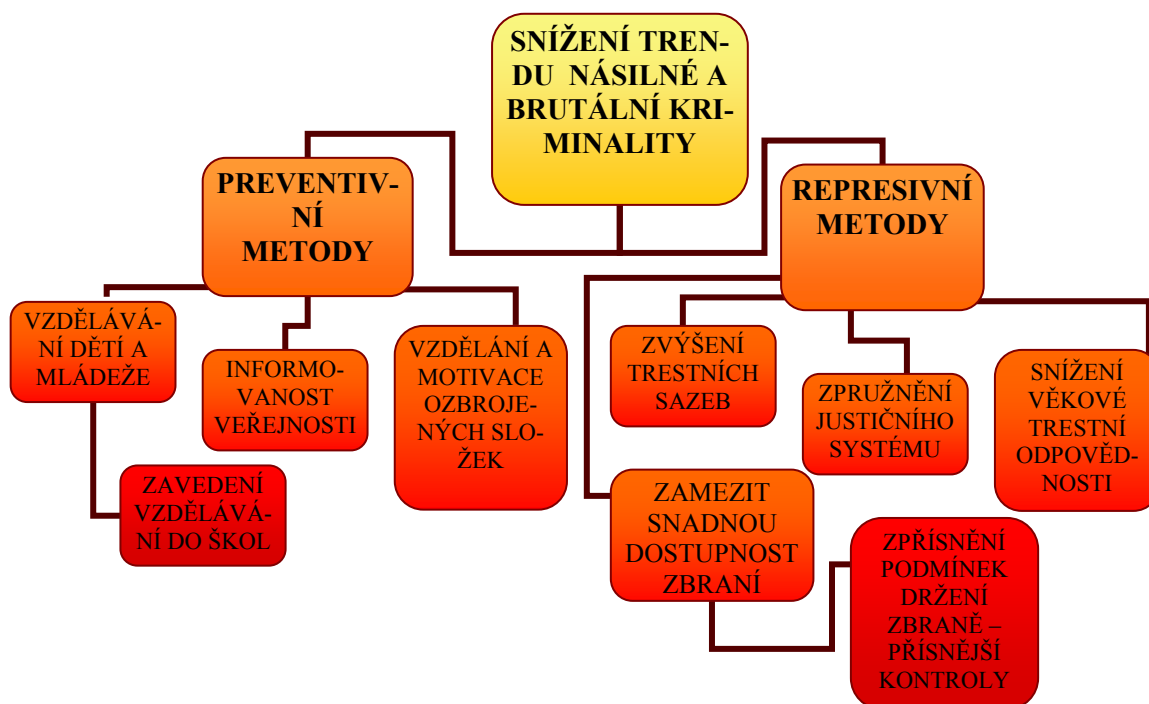 SNÍŽENÍ TREN-
DU NÁSILNÉ A
BRUTÁLNÍ KRI-
MINALITY
PREVENTIV-
NÍ
METODY
REPRESIVNÍ
METODY
VZDĚLÁVÁ-
NÍ DĚTÍ A
MLÁDEŽE
INFORMO-
VANOST
VEŘEJNOSTI
VZDĚLÁNÍ A
MOTIVACE
OZBROJE-
NÝCH SLO-
ŽEK
ZVÝŠENÍ
TRESTNÍCH
SAZEB
ZPRUŽNĚNÍ
JUSTIČNÍHO
SYSTÉMU
SNÍŽENÍ
VĚKOVÉ
TRESTNÍ
ODPOVĚD-
NOSTI
ZAVEDENÍ
VZDĚLÁVÁ-
NÍ DO ŠKOL
ZAMEZIT
SNADNOU
DOSTUPNOST
ZBRANÍ
ZPŘÍSNĚNÍ
PODMÍNEK
DRŽENÍ
ZBRANĚ –
PŘÍSNĚJŠÍ
KONTROLY